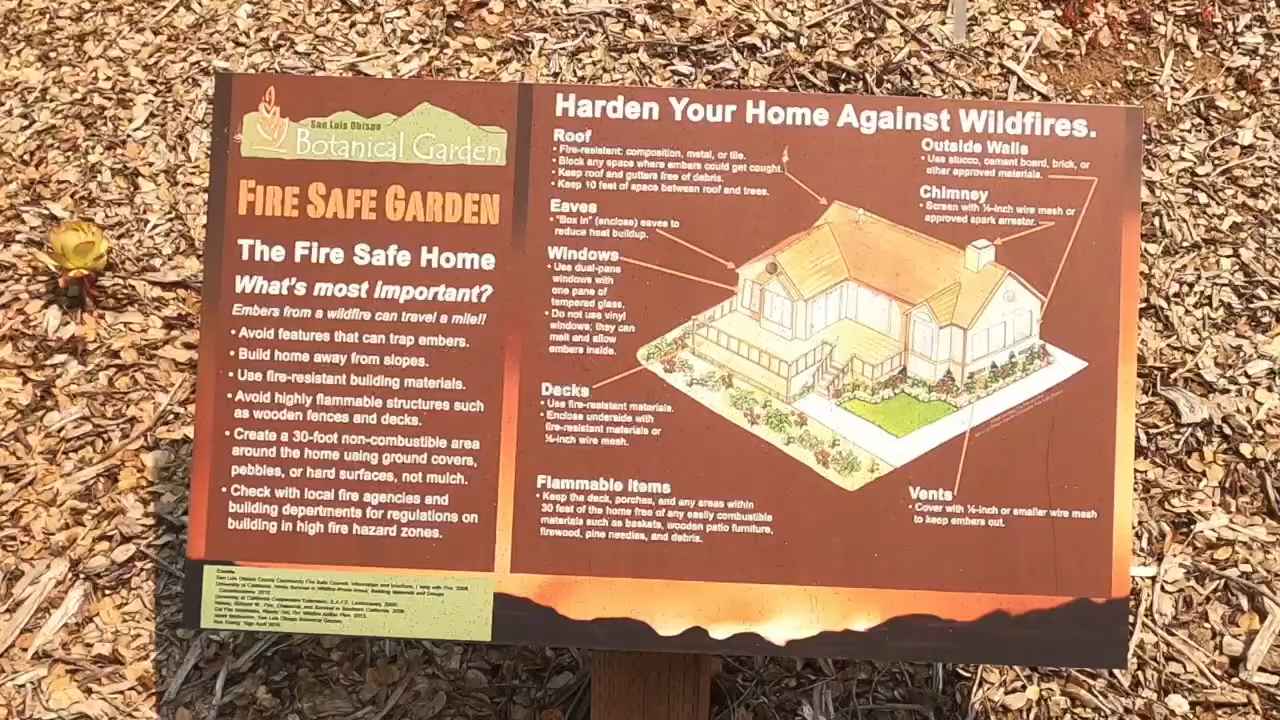 San Luis Obispo
Botanical Garden
FIRE SAFE GARDEN
The Fire Safe Home
What's most important?
Embers from a wildfire can travel a mile!!
• Avoid features that can trap embers.
• Build home away from slopes.
• Use fire-resistant building materials.
• Avoid highly flammable structures such
as wooden fences and decks.
• Create a 30-foot non-combustible area
around the home using ground covers,
pebbles, or hard surfaces, not mulch.
• Check with local fire agencies and
building departments for regulations on
building in high fire hazard zones.
Harden Your Home Against Wildfires.
Roof
• Fire-resistant: composition, metal, or tile.
• Block any space where embers could get caught.
• Keep roof and gutters free of debris.
• Keep 10 feet of space between roof and trees.
Eaves
• "Box in" (enclose) eaves to
reduce heat buildup.
Windows
• Use dual-pane
windows with
one pane of
tempered glass.
• Do not use vinyl
windows; they can
melt and allow
embers inside.
Decks
• Use fire-resistant materials.
• Enclose underside with
fire-resistant materials or
-inch wire mesh.
Flammable Items
• Keep the deck, porches, and any areas within
30 feet of the home free of any easily combustible
materials such as baskets, wooden patio furniture,
firewood, pine needles, and debris.
Outside Walls
• Use stucco, cement board, brick, or
other approved materials.
Chimney
• Screen with -inch wire mesh or
approved spark arrestor.
Vents
• Cover with -inch or smaller wire mesh
to keep embers out.